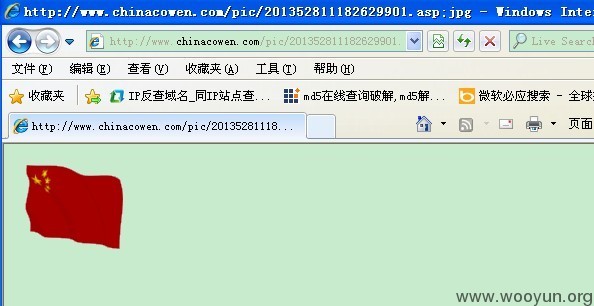 http://www.chinacowen.com/pic/201352811182629901.asp;jpg - Windows Inte
http://www.chinacowen.com/pic/201352811182629901. Live Searc
文件(F) 编辑(E) 查看(V) 收藏夹(A) 工具(T) 帮助(H)
收藏夹 IP反查域名_同IP站点查... md5在线查询破解,md5解... 微软必应搜索 - 全球
http://www.chinacowen.com/pic/20135281118... 页面
www.wooyun.org